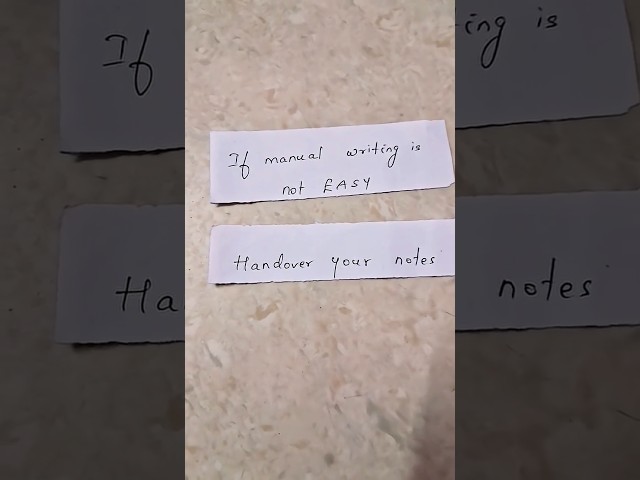 If manual writing is
not EASY
Handover your notes